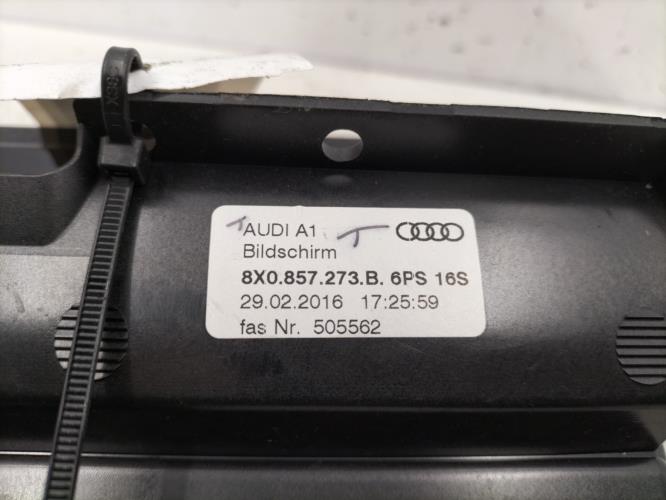 T AUDI A1 T
Bildschirm
8X0.857.273.B. 6PS 16S
29.02.2016 17:25:59
fas Nr. 505562